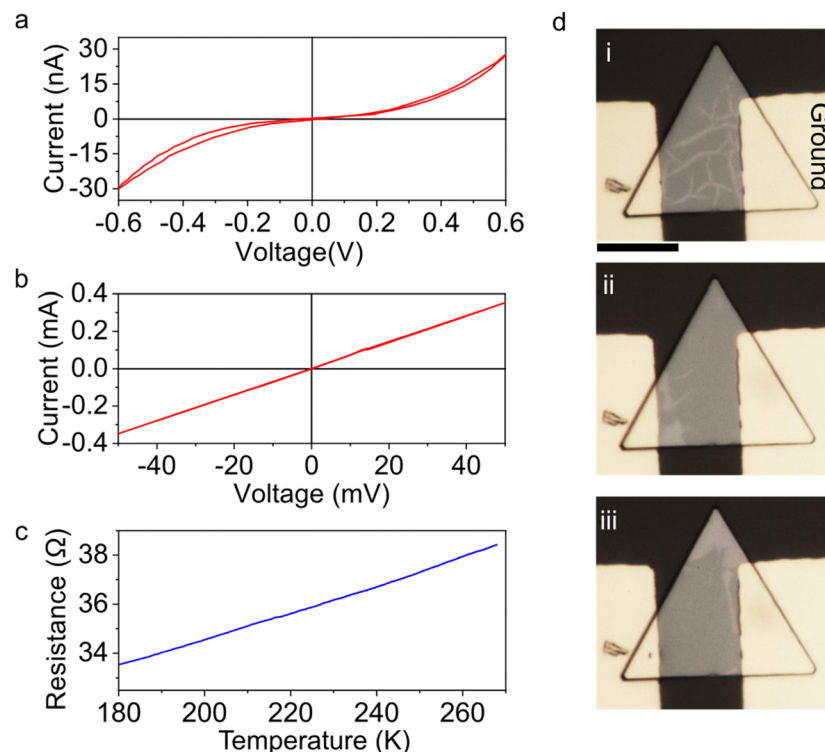 a
Current (nA)
30
15
0
-15
-30
-0.6 -0.4 -0.2 0.0 0.2 0.4 0.6
Voltage(V)
b
Current (mA)
0.4
0.2
0.0
-0.2
-0.4
-40 -20 0 20 40
Voltage (mV)
c
Resistance (Ω)
38
36
34
180 200 220 240 260
Temperature (K)
d
i
Ground
ii
iii